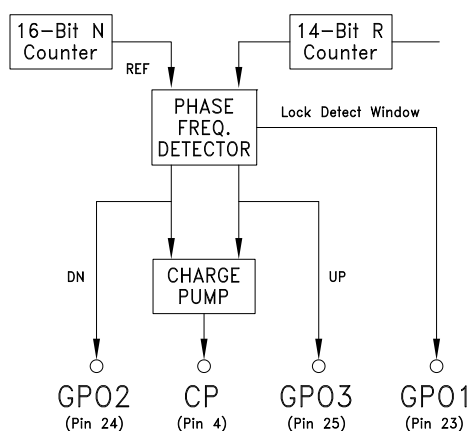 16-Bit N
Counter
14-Bit R
Counter
REF
PHASE
FREQ.
DETECTOR
Lock Detect Window
DN
CHARGE
PUMP
UP
GPO2
(Pin 24)
CP
(Pin 4)
GPO3
(Pin 25)
GPO1
(Pin 23)